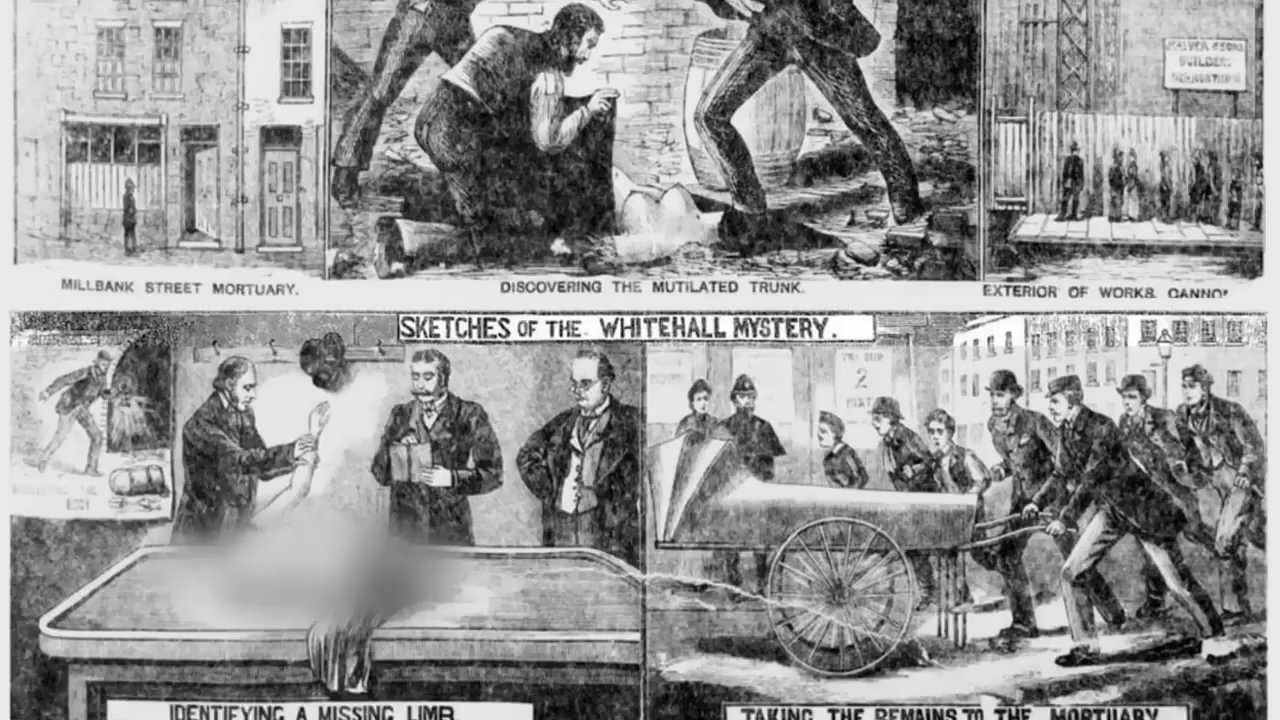 BUILDERS
MILLBANK STREET MORTUARY.
DISCOVERING THE MUTILATED TRUNK.
EXTERIOR OF WORKS
SKETCHES OF THE WHITEHALL MYSTERY.
2
IDENTIFYING A MISSING LIMB.
TAKING THE REMAINS TO THE MORTUARY